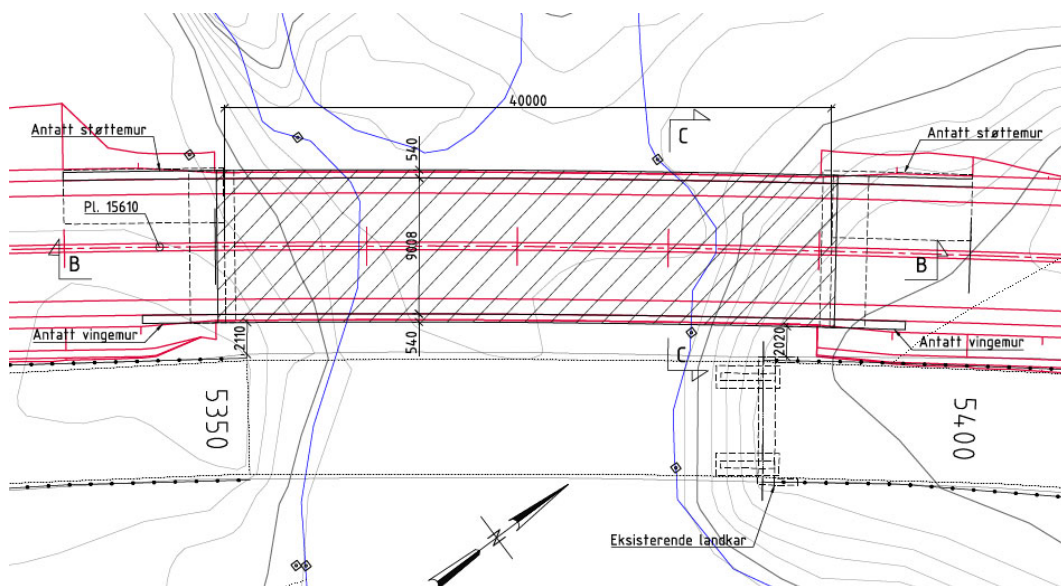 40000
C
540
Antatt støttemur
Antatt støttemur
Pl. 15610
9008
B
B
Antatt vingemur
2110
540
2020
Antatt vingemur
C
5350
5400
N
Eksisterende landkar